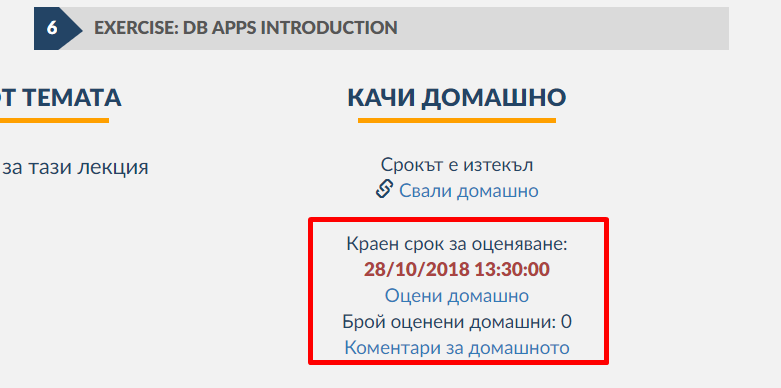 6 EXERCISE: DB APPS INTRODUCTION
ОТ ТЕМАТА
КАЧИ ДОМАШНО
за тази лекция
Срокът е изтекъл
Свали домашно
Краен срок за оценяване:
28/10/2018 13:30:00
Оцени домашно
Брой оценени домашни: 0
Коментари за домашното